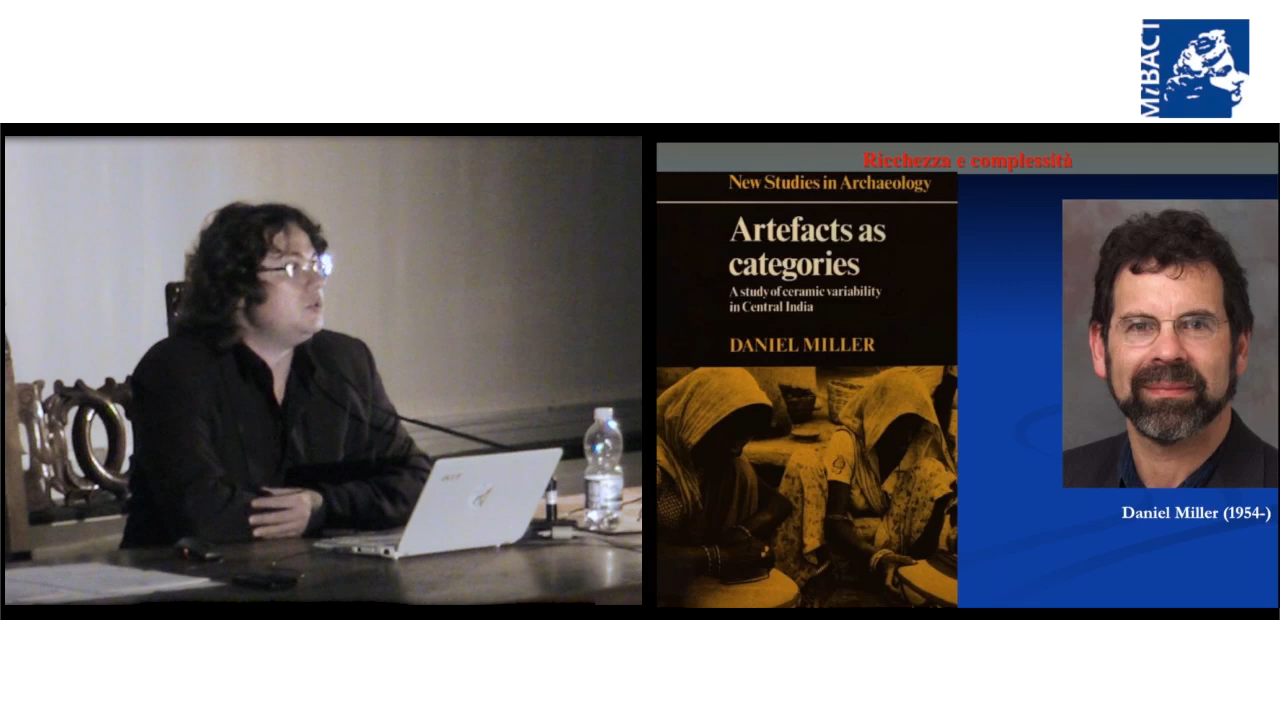 MiBACT
Ricchezza e complessità
New Studies in Archaeology
Artefacts as
categories
A study of ceramic variability
in Central India
DANIEL MILLER
Daniel Miller (1954-)
acer